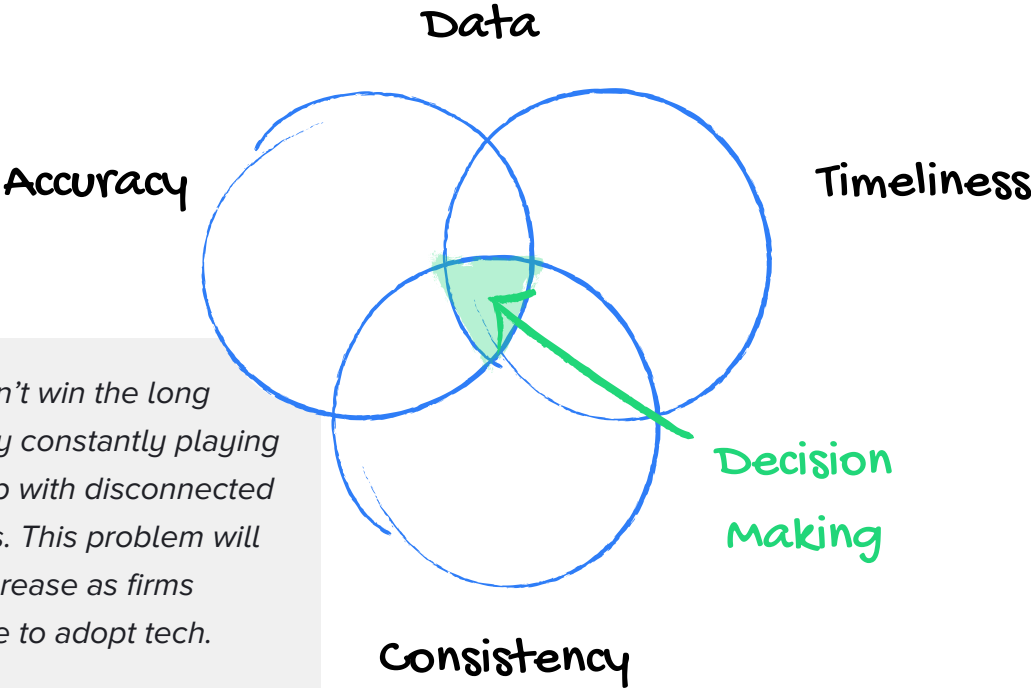 Data
Accuracy
Timeliness
n’t win the long
y constantly playing
with disconnected
s. This problem will
rease as firms
e to adopt tech.
Decision
Making
Consistency